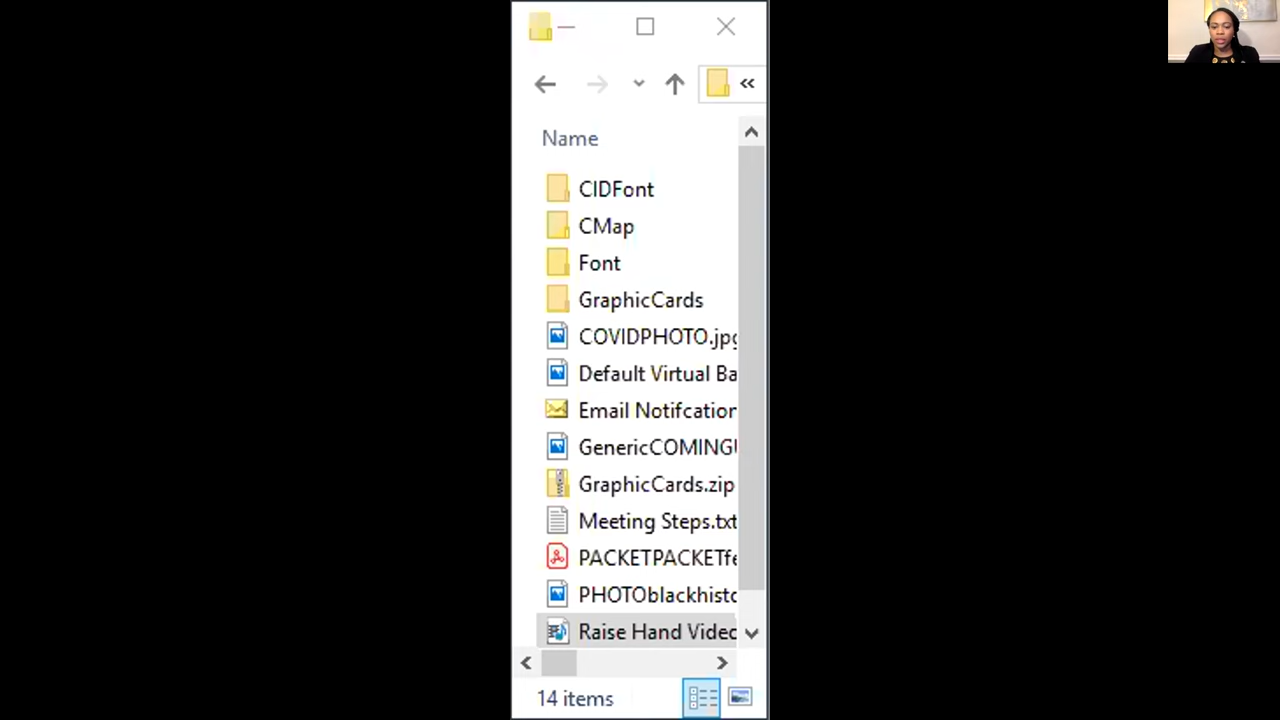 Name
CIDFont
CMap
Font
GraphicCards
COVIDPHOTO.jpg
Default Virtual Ba
Email Notifcation
GenericCOMING
GraphicCards.zip
Meeting Steps.txt
PACKETPACKETfe
PHOTOblackhisto
Raise Hand Video
14 items